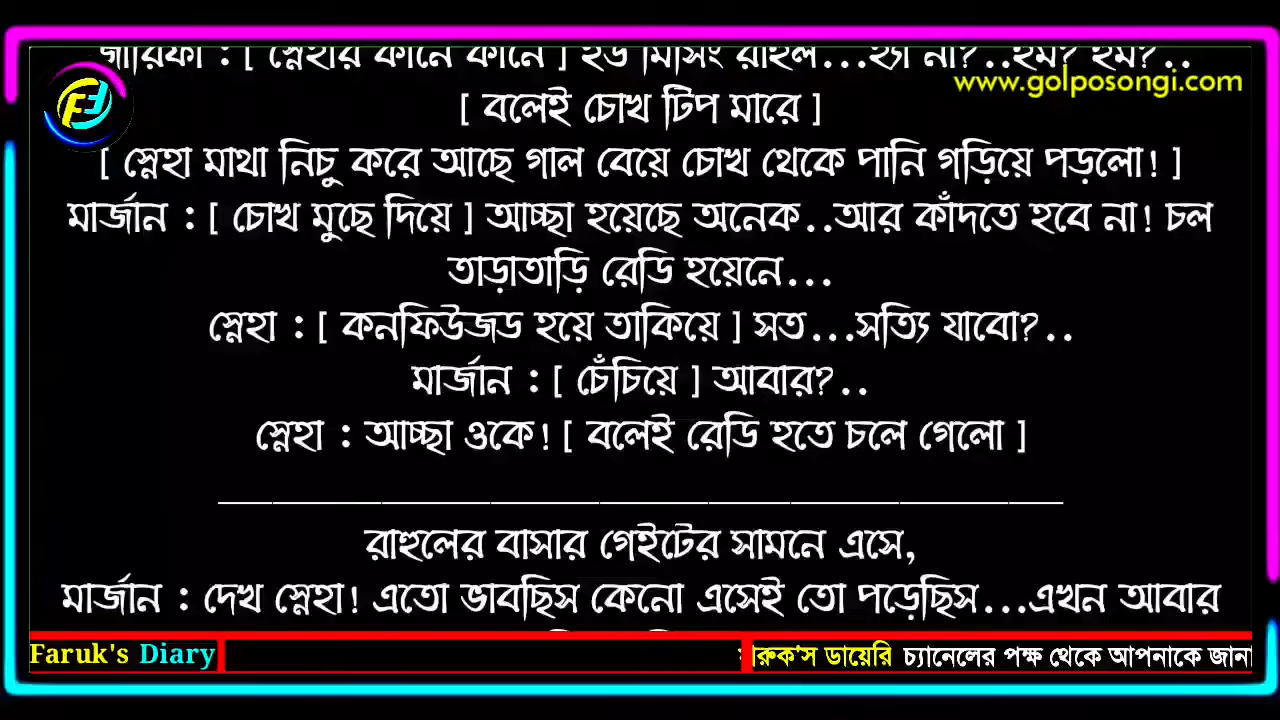 জারিফা : [ স্নেহার কানে কানে ] ইউ মিসিং রাহুল...হ্যা না?..হুম? হুম?..
www.golposongi.com
[ বলেই চোখ টিপ মারে ]
[ স্নেহা মাথা নিচু করে আছে গাল বেয়ে চোখ থেকে পানি গড়িয়ে পড়লো! ]
মার্জান : [ চোখ মুছে দিয়ে ] আচ্ছা হয়েছে অনেক..আর কাঁদতে হবে না! চল
তাড়াতাড়ি রেডি হয়েনে...
স্নেহা : [ কনফিউজড হয়ে তাকিয়ে ] সত...সত্যি যাবো?..
মার্জান : [ চেঁচিয়ে ] আবার?..
স্নেহা : আচ্ছা ওকে! [ বলেই রেডি হতে চলে গেলো ]
রাহুলের বাসার গেইটের সামনে এসে,
মার্জান : দেখ স্নেহা! এতো ভাবছিস কেনো এসেই তো পড়েছিস...এখন আবার
Faruk's Diary
ডায়েরি চ্যানেলের পক্ষ থেকে আপনাকে